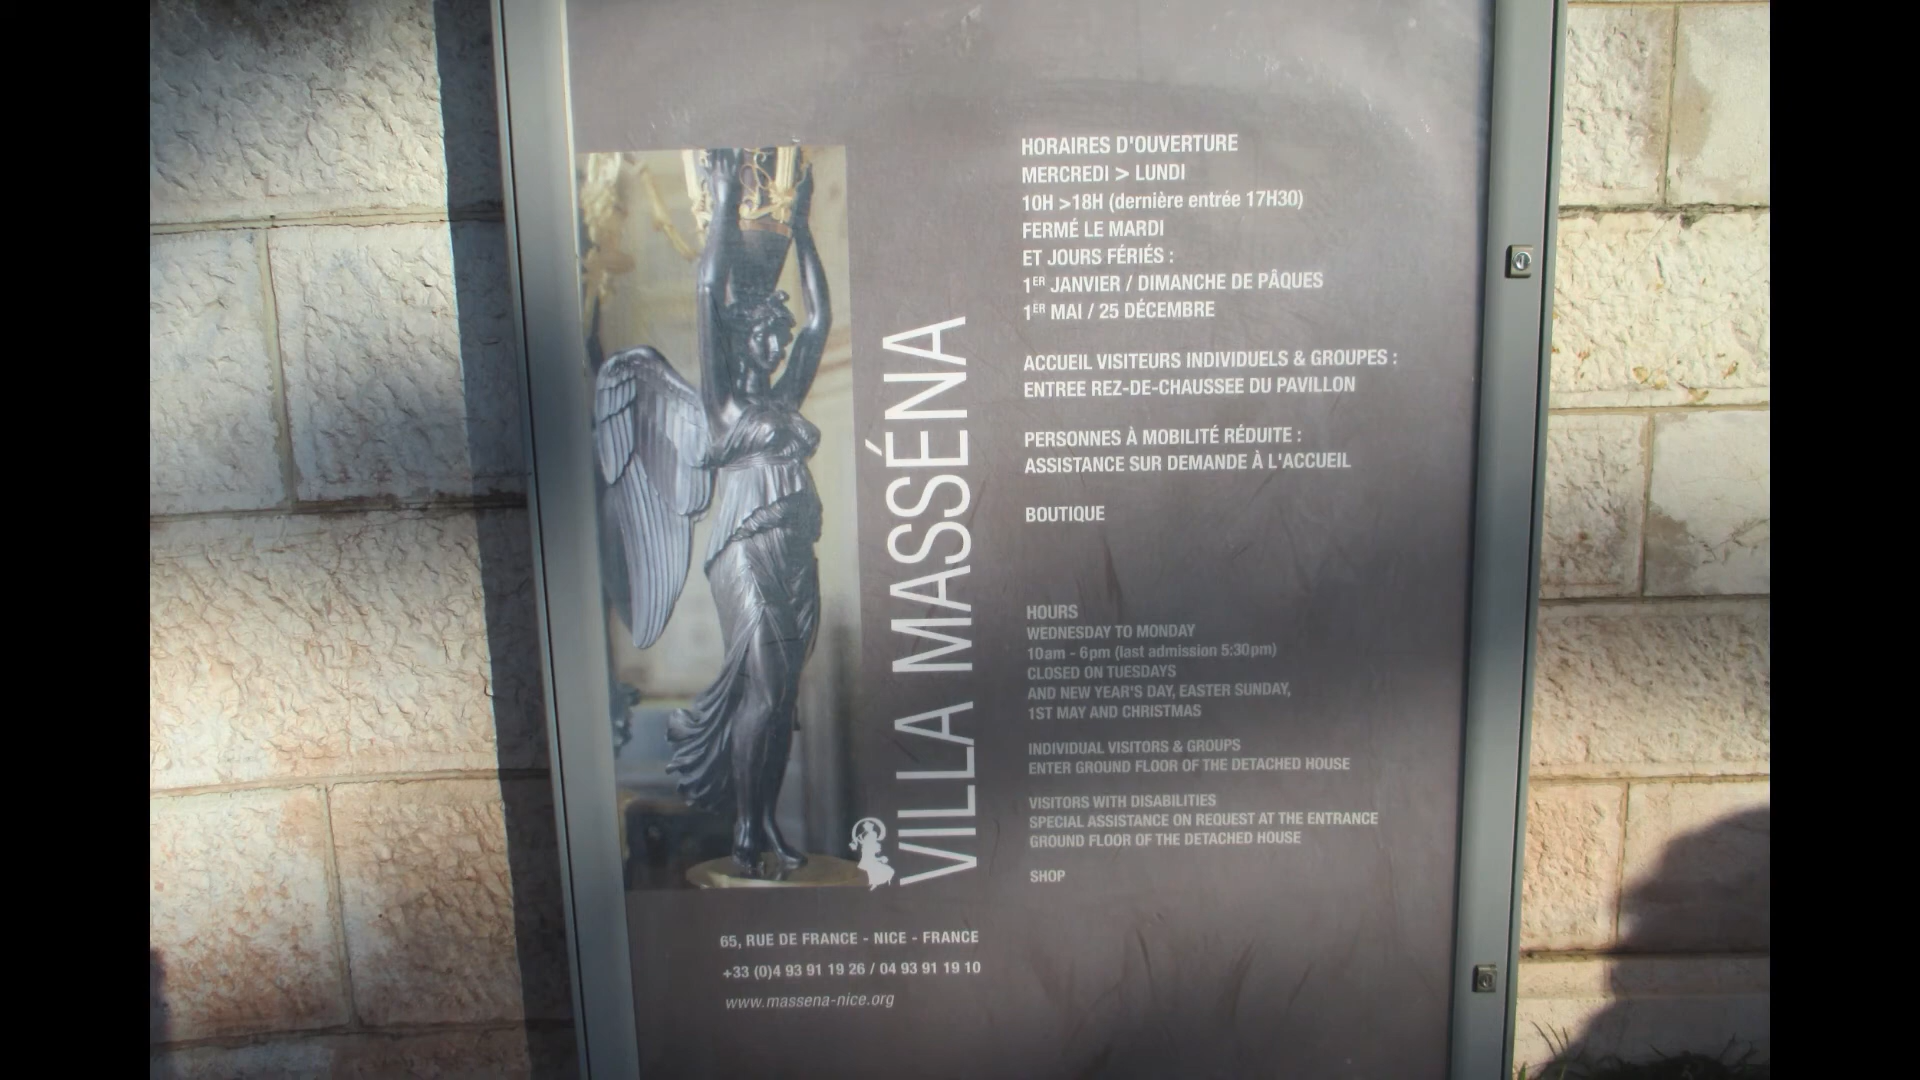 HORAIRES D'OUVERTURE
MERCREDI > LUNDI
10H >18H (dernière entrée 17H30)
FERMÉ LE MARDI
ET JOURS FÉRIÉS :
1ER JANVIER / DIMANCHE DE PÂQUES
1ER MAI / 25 DÉCEMBRE
ACCUEIL VISITEURS INDIVIDUELS & GROUPES :
ENTREE REZ-DE-CHAUSSEE DU PAVILLON
PERSONNES À MOBILITÉ RÉDUITE :
ASSISTANCE SUR DEMANDE À L'ACCUEIL
BOUTIQUE
VILLA MASSÉNA
HOURS
WEDNESDAY TO MONDAY
10am - 6pm (last admission 5:30pm)
CLOSED ON TUESDAYS
AND NEW YEAR'S DAY, EASTER SUNDAY,
1ST MAY AND CHRISTMAS
INDIVIDUAL VISITORS & GROUPS
ENTER GROUND FLOOR OF THE DETACHED HOUSE
VISITORS WITH DISABILITIES
SPECIAL ASSISTANCE ON REQUEST AT THE ENTRANCE
GROUND FLOOR OF THE DETACHED HOUSE
SHOP
65, RUE DE FRANCE - NICE - FRANCE
+33 (0)4 93 91 19 26 / 04 93 91 19 10
www.massena-nice.org